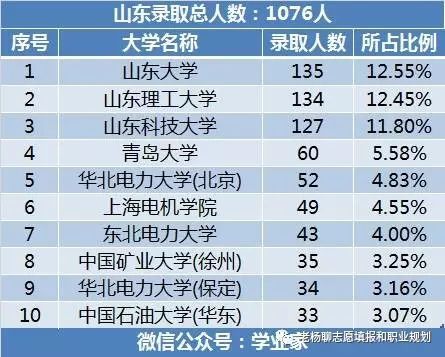 山东录取总人数：1076人
序号 大学名称 录取人数 所占比例
1 山东大学 135 12.55%
2 山东理工大学 134 12.45%
3 山东科技大学 127 11.80%
4 青岛大学 60 5.58%
5 华北电力大学(北京) 52 4.83%
6 上海电机学院 49 4.55%
7 东北电力大学 43 4.00%
8 中国矿业大学(徐州) 35 3.25%
9 华北电力大学(保定) 34 3.16%
10 中国石油大学(华东) 33 3.07%
微信公众号：学业家
老杨聊志愿填报和职业规划